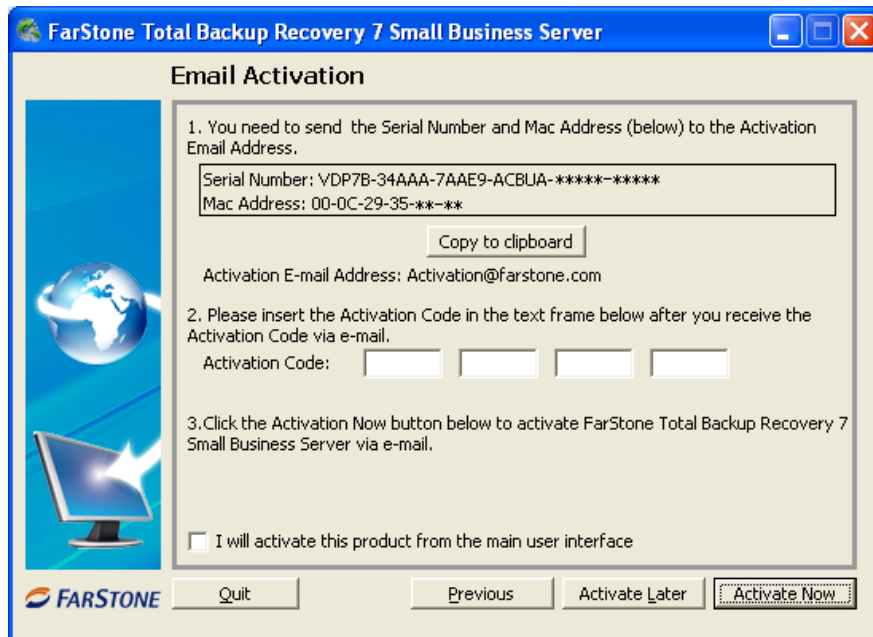 FarStone Total Backup Recovery 7 Small Business Server
Email Activation
1. You need to send the Serial Number and Mac Address (below) to the Activation
Email Address.
Serial Number: VDP7B-34AAA-7AAE9-ACBUA-*****-*****
Mac Address: 00-0C-29-35-**-**
Copy to clipboard
Activation E-mail Address: Activation@farstone.com
2. Please insert the Activation Code in the text frame below after you receive the
Activation Code via e-mail.
Activation Code:
3.Click the Activation Now button below to activate FarStone Total Backup Recovery 7
Small Business Server via e-mail.
I will activate this product from the main user interface
FARSTONE
Quit
Previous
Activate Later
Activate Now